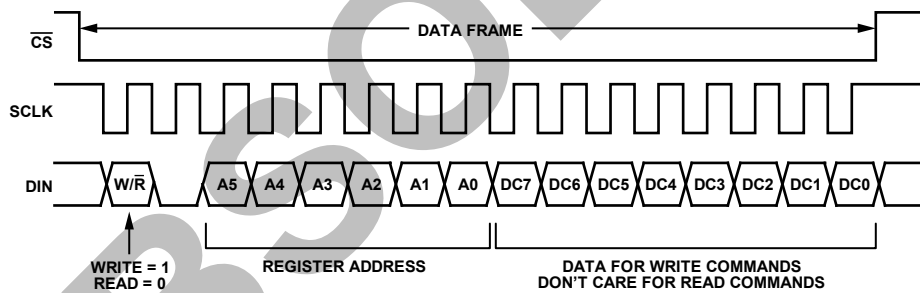 DATA FRAME
CS
SCLK
DIN
W/R
A5 A4 A3 A2 A1 A0 DC7 DC6 DC5 DC4 DC3 DC2 DC1 DC0
WRITE = 1
READ = 0
REGISTER ADDRESS
DATA FOR WRITE COMMANDS
DON'T CARE FOR READ COMMANDS